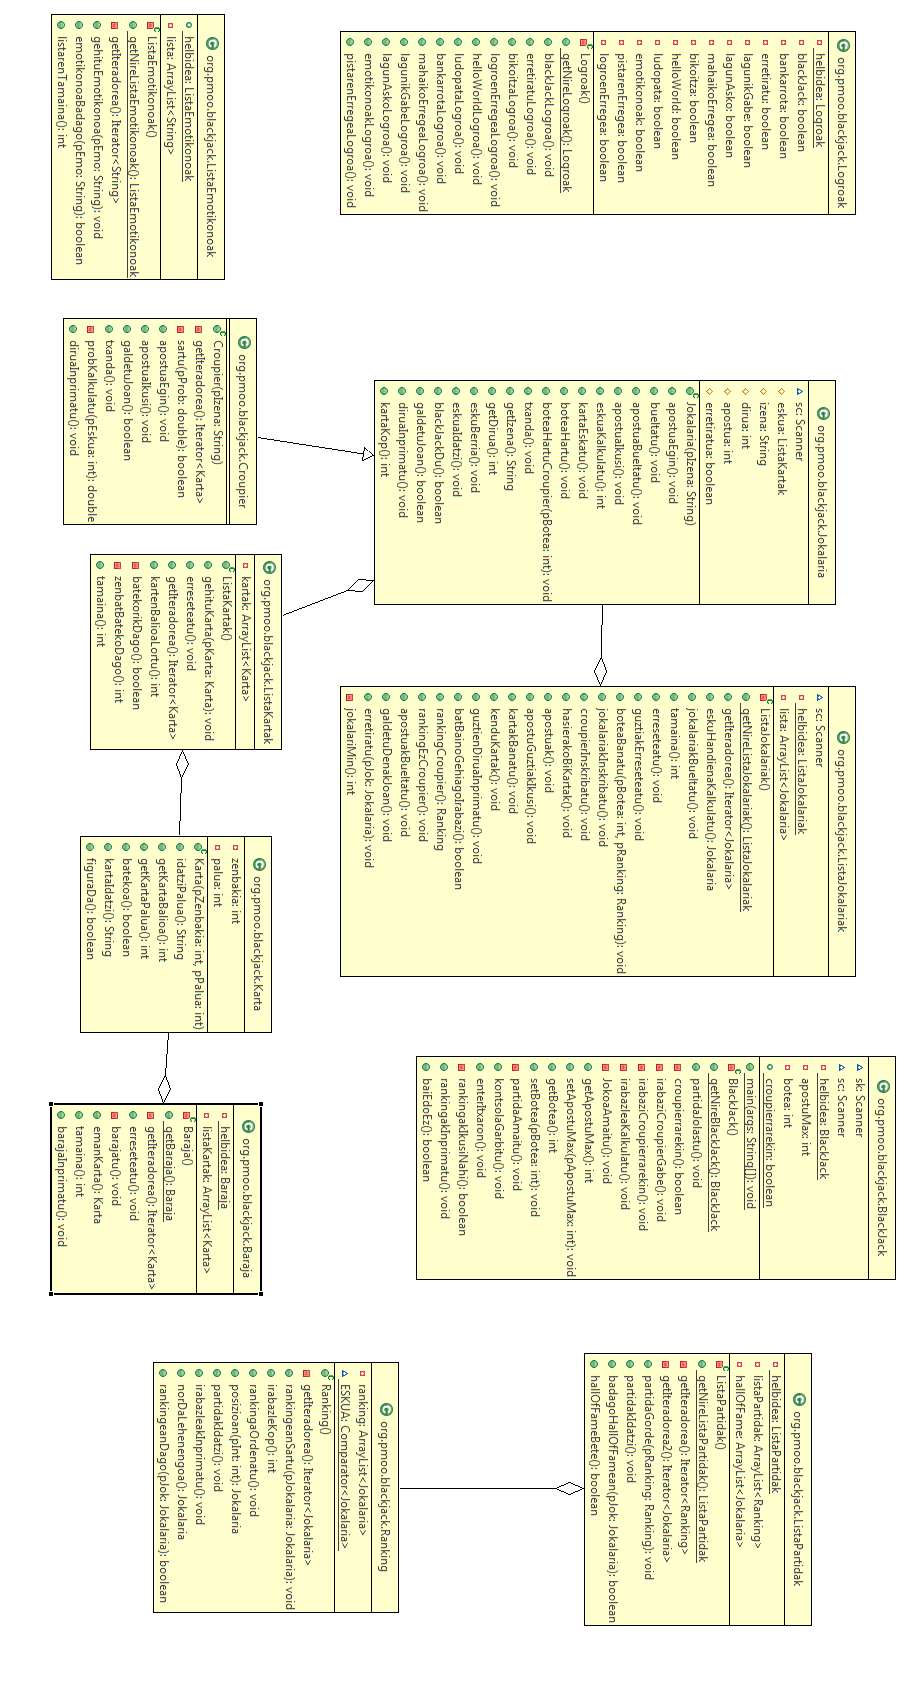 org.pmoo.blackjack.Logroak
helbidea: Logroak
blackJack: boolean
bankarrota: boolean
erretiratu: boolean
lagunikGabe: boolean
lagunAsko: boolean
mahaikoErregea: boolean
bikoitza: boolean
helloWorld: boolean
ludopata: boolean
emotikonoak: boolean
pistarenErregea: boolean
logroenErregea: boolean
Logroak()
getNireLogroak(): Logroak
blackJackLogroa(): void
erretiratuLogroa(): void
bikoitzaLogroa(): void
logroenErregeaLogroa(): void
helloWorldLogroa(): void
ludopataLogroa(): void
bankarrotaLogroa(): void
mahaikoErregeaLogroa(): void
lagunikGabeLogroa(): void
lagunAskoLogroa(): void
emotikonoakLogroa(): void
pistarenErregeaLogroa(): void
org.pmoo.blackjack.Jokalaria
sc: Scanner
eskua: ListaKartak
izena: String
dirua: int
apostua: int
erretiratua: boolean
Jokalaria(pIzena: String)
apostuaEgin(): void
bueltatu(): void
apostuaBueltatu(): void
apostuaIkusi(): void
eskuaKalkulatu(): int
kartaEskatu(): void
boteaHartu(): void
boteaHartuCroupier(pBotea: int): void
txanda(): void
getIzena(): String
getDirua(): int
eskuBerria(): void
eskuaIdatzi(): void
blackJackDu(): boolean
galdetuJoan(): boolean
diruaInprimatu(): void
kartaKop(): int
org.pmoo.blackjack.ListaJokalariak
sc: Scanner
helbidea: ListaJokalariak
lista: ArrayList<Jokalaria>
ListaJokalariak()
getNireListaJokalariak(): ListaJokalariak
getIteradorea(): Iterator<Jokalaria>
eskuHandienaKalkulatu(): Jokalaria
jokalariakBueltatu(): void
tamaina(): int
erreseteatu(): void
guztiakErreseteatu(): void
boteaBanatu(pBotea: int, pRanking: Ranking): void
jokalariakInskribatu(): void
croupierInskribatu(): void
hasierakoBiKartak(): void
apostuak(): void
apostuGuztiakIkusi(): void
kartakBanatu(): void
kenduKartak(): void
guztienDiruaInprimatu(): void
batBainoGehiagoIrabazi(): boolean
rankingCroupier(): Ranking
rankingEzCroupier(): void
apostuakBueltatu(): void
galdetuDenakJoan(): void
erretiratu(pJok: Jokalaria): void
jokalariMin(): int
org.pmoo.blackjack.BlackJack
sk: Scanner
sc: Scanner
helbidea: BlackJack
apostuMax: int
botea: int
croupierrarekin: boolean
main(args: String[]): void
BlackJack()
getNireBlackJack(): BlackJack
partidaJolastu(): void
croupierrarekin(): boolean
irabaziCroupierGabe(): void
irabaziCroupierrarekin(): void
irabazleaKalkulatu(): void
JokoaAmaitu(): void
getApostuMax(): int
setApostuMax(pApostuMax: int): void
getBotea(): int
setBotea(pBotea: int): void
partidaAmaitu(): void
kontsolaGarbitu(): void
enterItxaron(): void
rankingakIkusiNahi(): boolean
rankingakInprimatu(): void
baiEdoEz(): boolean
org.pmoo.blackjack.ListaPartidak
helbidea: ListaPartidak
listaPartidak: ArrayList<Ranking>
hallOfFame: ArrayList<Jokalaria>
ListaPartidak()
getNireListaPartidak(): ListaPartidak
getIteradorea(): Iterator<Ranking>
getIteradorea2(): Iterator<Jokalaria>
partidaGorde(pRanking: Ranking): void
partidakIdatzi(): void
badagoHallOfFamean(pJok: Jokalaria): boolean
hallOfFameBete(): boolean
org.pmoo.blackjack.ListaEmotikonoak
helbidea: ListaEmotikonoak
lista: ArrayList<String>
ListaEmotikonoak()
getNireListaEmotikonoak(): ListaEmotikonoak
getIteradorea(): Iterator<String>
gehituEmotikonoa(pEmo: String): void
emotikonoaBadago(pEmo: String): boolean
listarenTamaina(): int
org.pmoo.blackjack.Croupier
Croupier(pIzena: String)
getIteradorea(): Iterator<Karta>
sartu(pProb: double): boolean
apostuaEgin(): void
apostuaIkusi(): void
galdetuJoan(): boolean
txanda(): void
probKalkulatu(pEskua: int): double
diruaInprimatu(): void
org.pmoo.blackjack.ListaKartak
kartak: ArrayList<Karta>
ListaKartak()
gehituKarta(pKarta: Karta): void
erreseteatu(): void
getIteradorea(): Iterator<Karta>
kartenBalioaLortu(): int
batekorikDago(): boolean
zenbatBatekoDago(): int
tamaina(): int
org.pmoo.blackjack.Karta
zenbakia: int
palua: int
Karta(pZenbakia: int, pPalua: int)
idatziPalua(): String
getKartaBalioa(): int
getKartaPalua(): int
batekoa(): boolean
kartaIdatzi(): String
figuraDa(): boolean
org.pmoo.blackjack.Baraja
helbidea: Baraja
listaKartak: ArrayList<Karta>
Baraja()
getBaraja(): Baraja
getIteradorea(): Iterator<Karta>
erreseteatu(): void
barajatu(): void
emanKarta(): Karta
tamaina(): int
barajaInprimatu(): void
org.pmoo.blackjack.Ranking
ranking: ArrayList<Jokalaria>
ESKUA: Comparator<Jokalaria>
Ranking()
getIteradorea(): Iterator<Jokalaria>
rankingeanSartu(pJokalaria: Jokalaria): void
irabazleKop(): int
rankingaOrdenatu(): void
posizioan(pInt: int): Jokalaria
partidakIdatzi(): void
irabazleakInprimatu(): void
norDaLehenengoa(): Jokalaria
rankingeanDago(pJok: Jokalaria): boolean